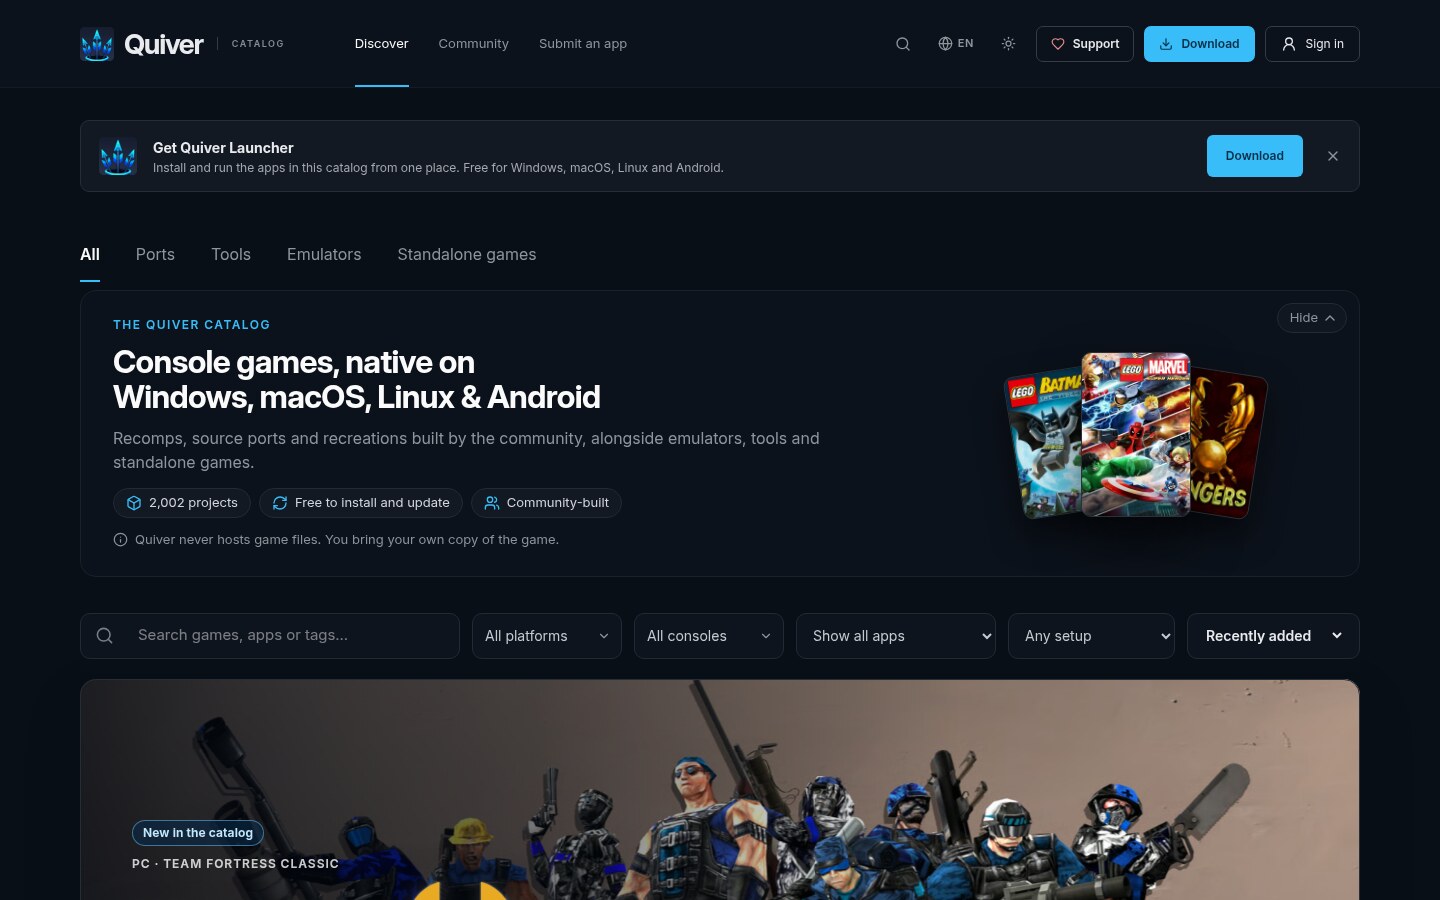 Quiver
CATALOG
Discover
Community
Submit an app
EN
Support
Download
Sign in
Get Quiver Launcher
Install and run the apps in this catalog from one place. Free for Windows, macOS, Linux and Android.
Download
All
Ports
Tools
Emulators
Standalone games
THE QUIVER CATALOG
Hide
Console games, native on
Windows, macOS, Linux & Android
Recomps, source ports and recreations built by the community, alongside emulators, tools and
standalone games.
2,002 projects
Free to install and update
Community-built
Quiver never hosts game files. You bring your own copy of the game.
LEGO
BATMA
LEGO
MARVEL
NGERS
Search games, apps or tags...
All platforms
All consoles
Show all apps
Any setup
Recently added
New in the catalog
PC · TEAM FORTRESS CLASSIC